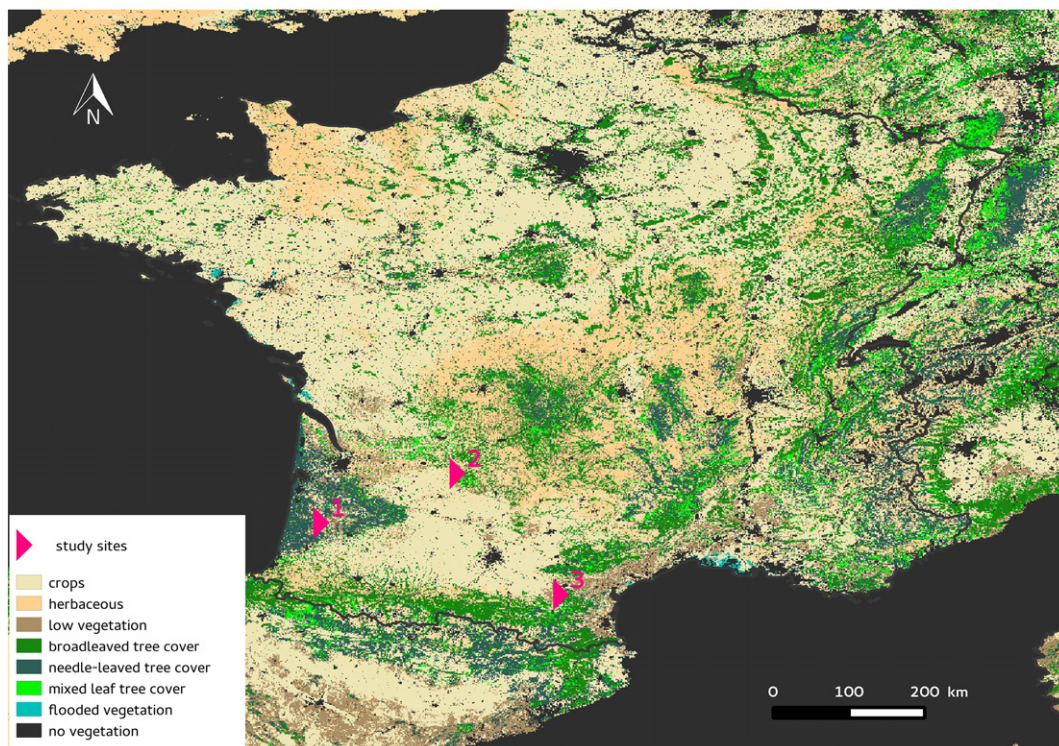 N
2
1
3
study sites
crops
herbaceous
low vegetation
broadleaved tree cover
needle-leaved tree cover
mixed leaf tree cover
flooded vegetation
no vegetation
0 100 200 km